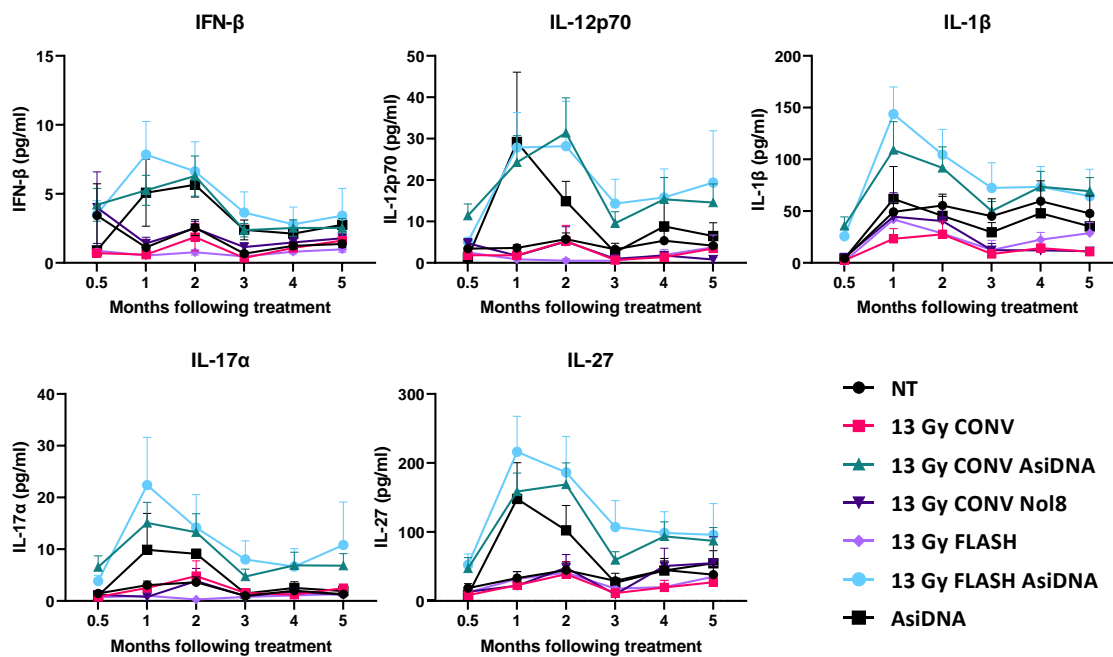 IFN-β
IL-12p70
IL-1β
IFN-β (pg/ml)
15
10
5
0
0.5 1 2 3 4 5
Months following treatment
IL-12p70 (pg/ml)
50
40
30
20
10
0
0.5 1 2 3 4 5
Months following treatment
IL-1β (pg/ml)
200
150
100
50
0
0.5 1 2 3 4 5
Months following treatment
IL-17α
IL-27
IL-17α (pg/ml)
40
30
20
10
0
0.5 1 2 3 4 5
Months following treatment
IL-27 (pg/ml)
300
200
100
0
0.5 1 2 3 4 5
Months following treatment
NT
13 Gy CONV
13 Gy CONV AsiDNA
13 Gy CONV Nol8
13 Gy FLASH
13 Gy FLASH AsiDNA
AsiDNA